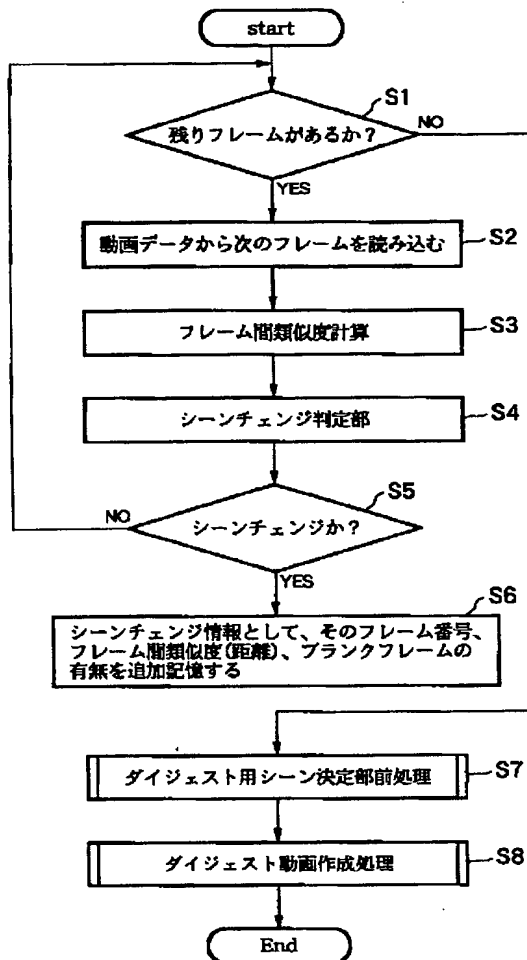 start
S1
残りフレームがあるか？
NO
YES
動画データから次のフレームを読み込む
S2
フレーム間類似度計算
S3
シーンチェンジ判定部
S4
S5
シーンチェンジか？
NO
YES
S6
シーンチェンジ情報として、そのフレーム番号、
フレーム間類似度(距離)、ブランクフレームの
有無を追加記憶する
ダイジェスト用シーン決定部前処理
S7
ダイジェスト動画作成処理
S8
End